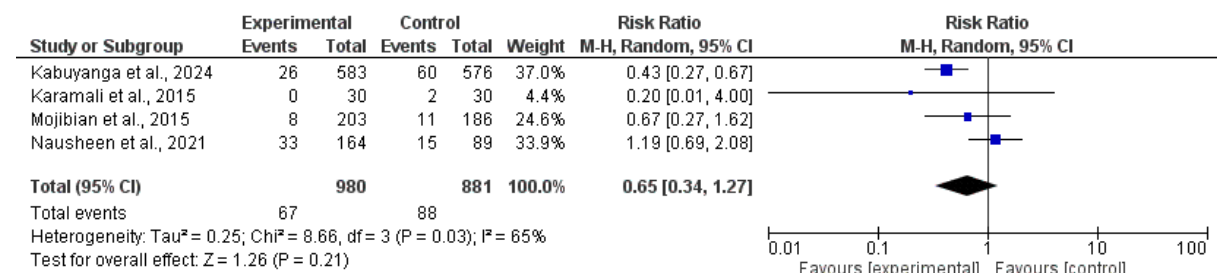 Experimental Control Risk Ratio Risk Ratio
Study or Subgroup Events Total Events Total Weight M-H, Random, 95% CI M-H, Random, 95% CI
Kabuyanga et al., 2024 26 583 60 576 37.0% 0.43 [0.27, 0.67]
Karamali et al., 2015 0 30 2 30 4.4% 0.20 [0.01, 4.00]
Mojibian et al., 2015 8 203 11 186 24.6% 0.67 [0.27, 1.62]
Nausheen et al., 2021 33 164 15 89 33.9% 1.19 [0.69, 2.08]
Total (95% CI) 980 881 100.0% 0.65 [0.34, 1.27]
Total events 67 88
Heterogeneity: Tau² = 0.25; Chi² = 8.66, df = 3 (P = 0.03); I² = 65%
Test for overall effect: Z = 1.26 (P = 0.21)
0.01 0.1 1 10 100
Favours [experimental] Favours [control]